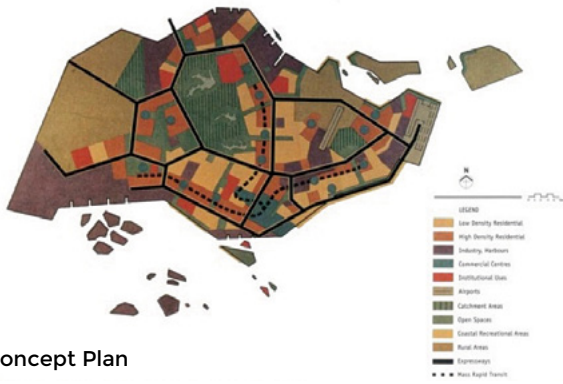 N
LEGEND
Low Density Residential
High Density Residential
Industry, Harbours
Commercial Centres
Institutional Uses
Airports
Catchment Areas
Open Spaces
Coastal Recreational Areas
Rural Areas
Expressways
Mass Rapid Transit
oncept Plan